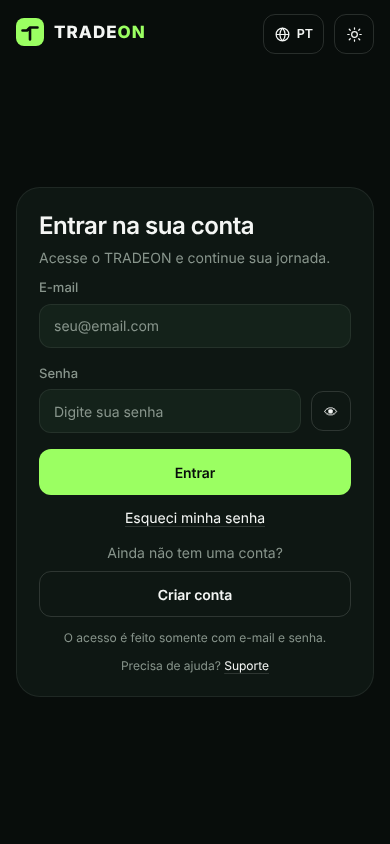 TRADEON
PT
Entrar na sua conta
Acesse o TRADEON e continue sua jornada.
E-mail
seu@email.com
Senha
Digite sua senha
Entrar
Esqueci minha senha
Ainda não tem uma conta?
Criar conta
O acesso é feito somente com e-mail e senha.
Precisa de ajuda? Suporte